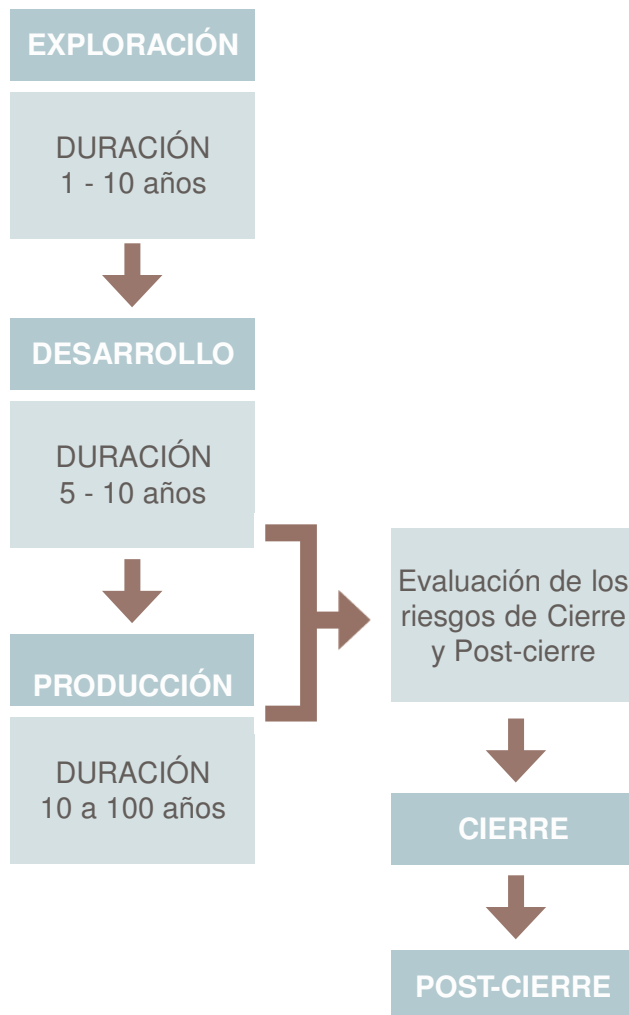 EXPLORACIÓN
DURACIÓN
1 - 10 años
DESARROLLO
DURACIÓN
5 - 10 años
PRODUCCIÓN
DURACIÓN
10 a 100 años
Evaluación de los
riesgos de Cierre
y Post-cierre
CIERRE
POST-CIERRE